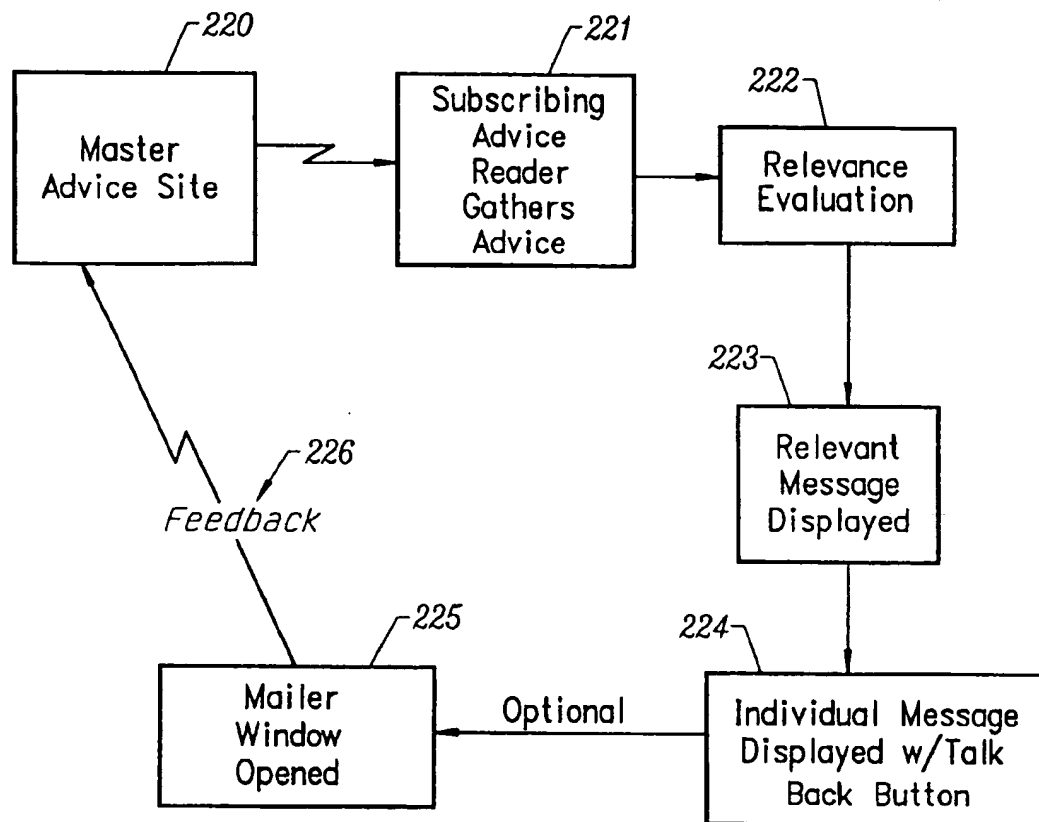 220
Master
Advice Site
221
Subscribing
Advice
Reader
Gathers
Advice
222
Relevance
Evaluation
223
Relevant
Message
Displayed
224
Individual Message
Displayed w/Talk
Back Button
Optional
225
Mailer
Window
Opened
226
Feedback